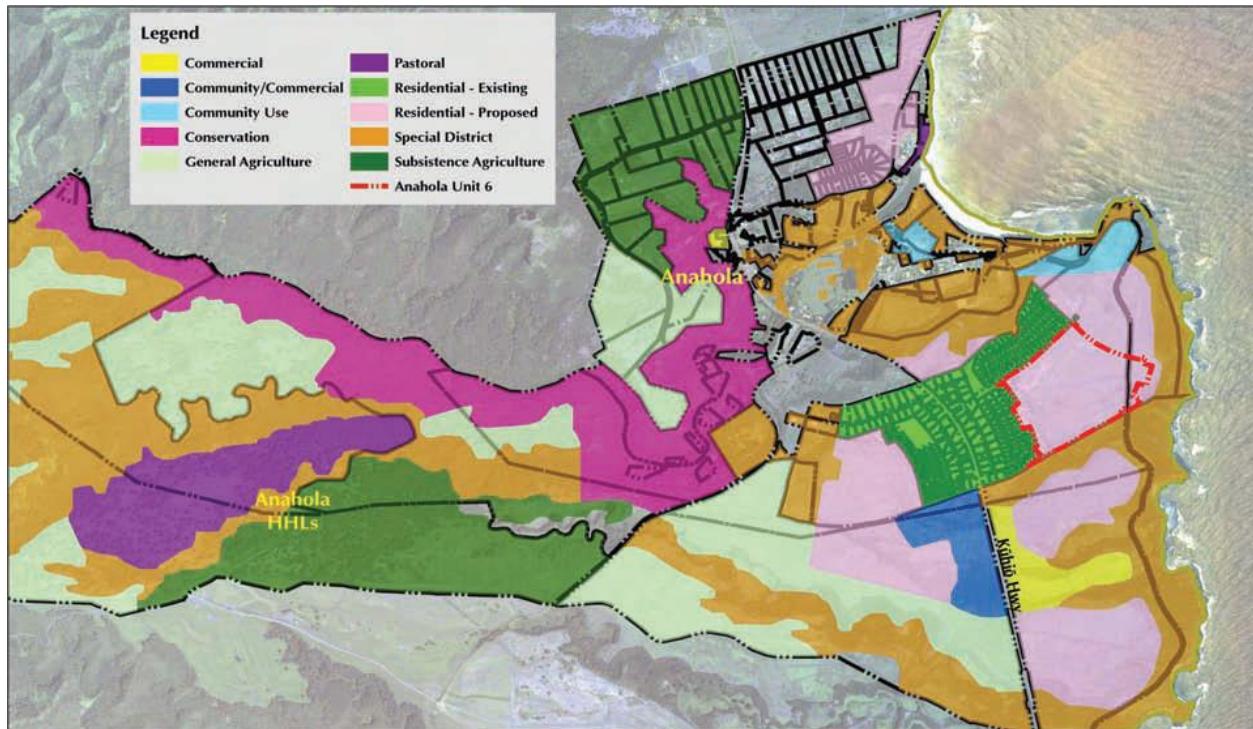 Legend
Commercial
Community/Commercial
Community Use
Conservation
General Agriculture
Pastoral
Residential - Existing
Residential - Proposed
Special District
Subsistence Agriculture
Anahola Unit 6
Anahola
Anahola
HHLs
Kūhiō Hwy